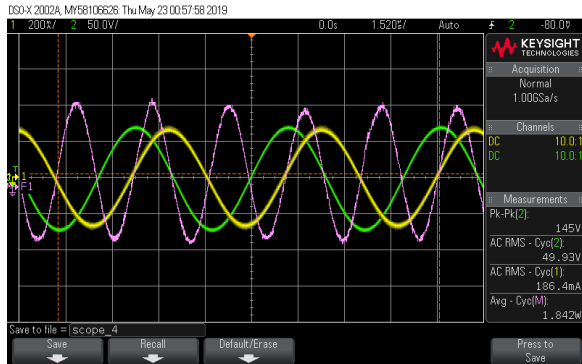 DSO-X 2002A, MY58106626: Thu May 23 00:57:58 2019
1 200%/ 2 50.0V/ 0.0s 1.520%/ Auto 2 -80.0V
KEYSIGHT
TECHNOLOGIES
Acquisition
Normal
1.00GSa/s
Channels
DC 10.0:1
DC 10.0:1
Measurements
Pk-Pk(2):
145V
AC RMS - Cyc(2):
49.93V
AC RMS - Cyc(1):
186.4mA
Avg - Cyc(M):
1.842W
Save to file = scope_4
Save
Recall
Default/Erase
Press to
Save